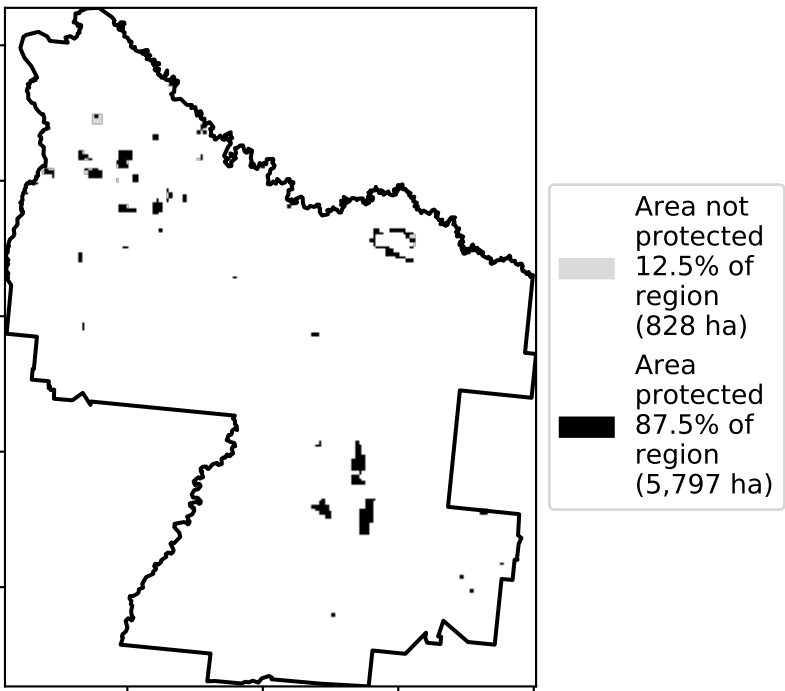 Area not
protected
12.5% of
region
(828 ha)
Area
protected
87.5% of
region
(5,797 ha)